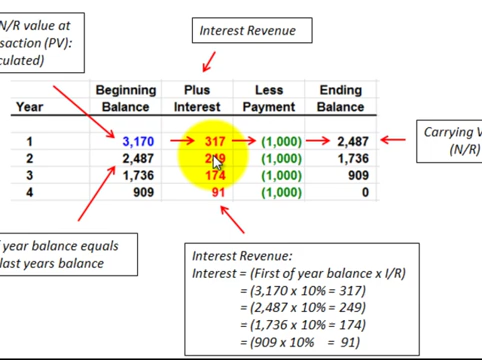 N/R value at
Interest Revenue
(PV):
Beginning Plus Less Ending
Year Balance Interest Payment Balance
1 3,170 317 (1,000) 2,487
2 2,487 249 (1,000) 1,736
3 1,736 174 (1,000) 909
4 909 91 (1,000) 0
Carrying V
(N/R)
year balance equals
last years balance
Interest Revenue:
Interest = (First of year balance x I/R)
= (3,170 x 10% = 317)
= (2,487 x 10% = 249)
= (1,736 x 10% = 174)
= (909 x 10% = 91)